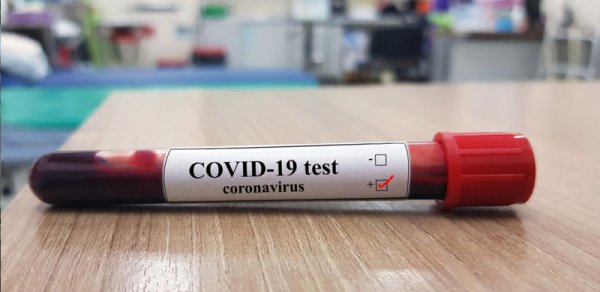 COVID-19 test
coronavirus
- ☐
+ ☑